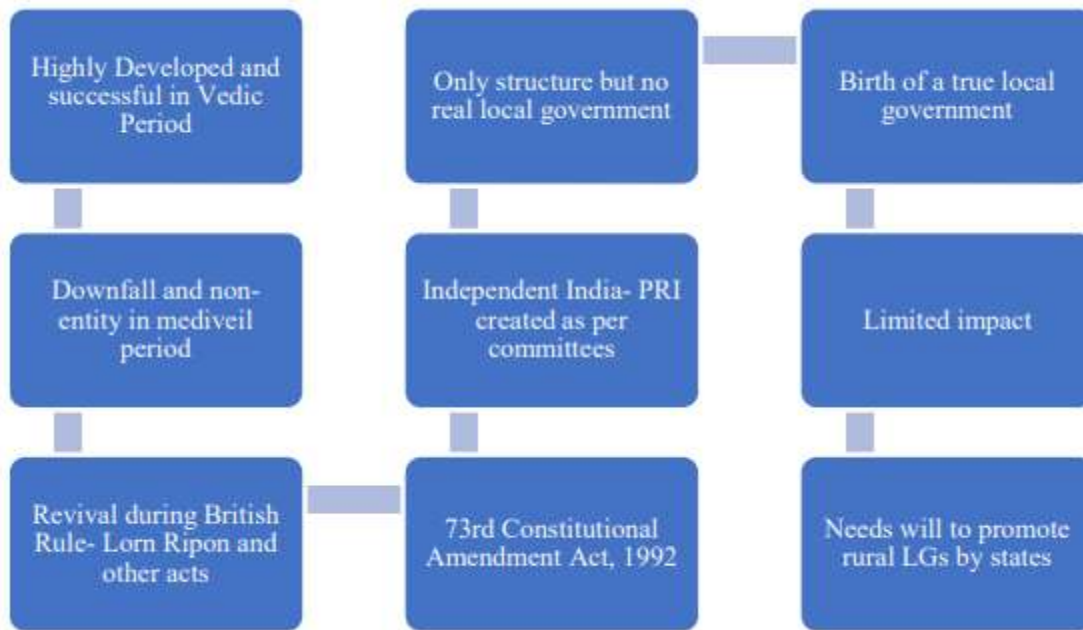 Highly Developed and
successful in Vedic
Period
Downfall and non-
entity in mediveil
period
Revival during British
Rule- Lorn Ripon and
other acts
73rd Constitutional
Amendment Act, 1992
Independent India- PRI
created as per
committees
Only structure but no
real local government
Birth of a true local
government
Limited impact
Needs will to promote
rural LGs by states